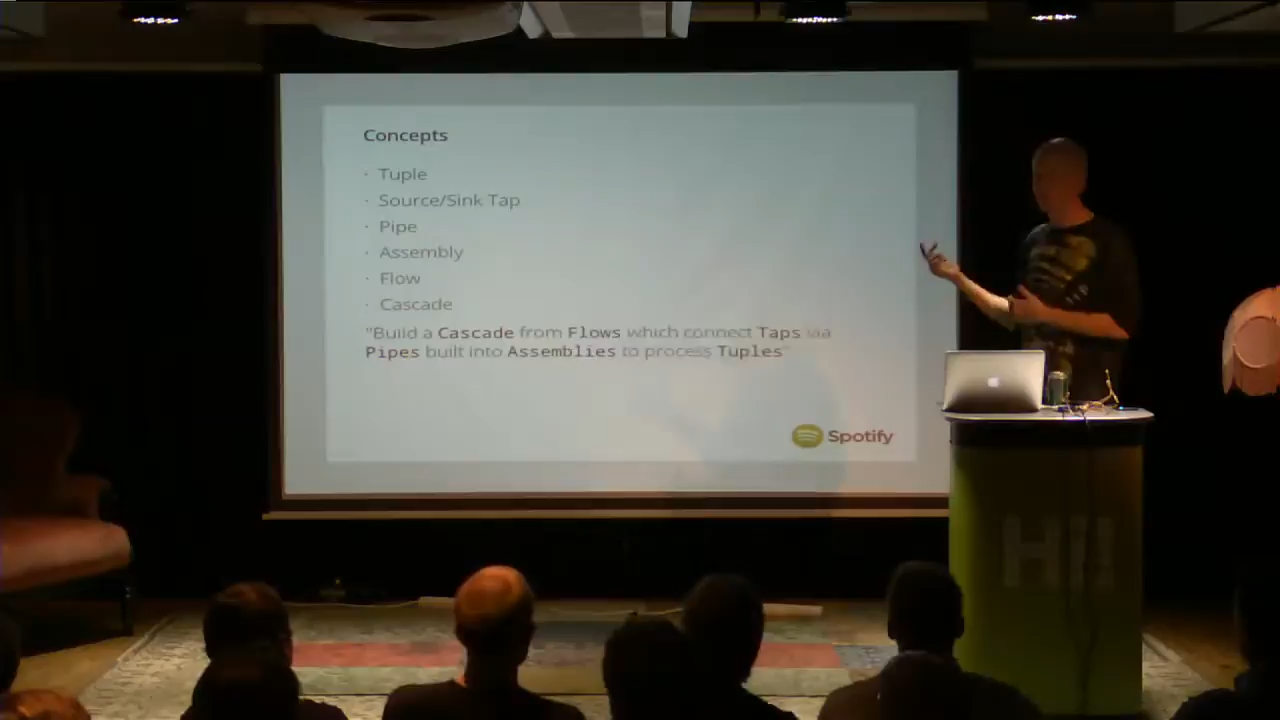 Concepts
· Tuple
· Source/Sink Tap
· Pipe
· Assembly
· Flow
· Cascade
"Build a Cascade from Flows which connect Taps via
Pipes built into Assemblies to process Tuples"
Spotify
Hi!